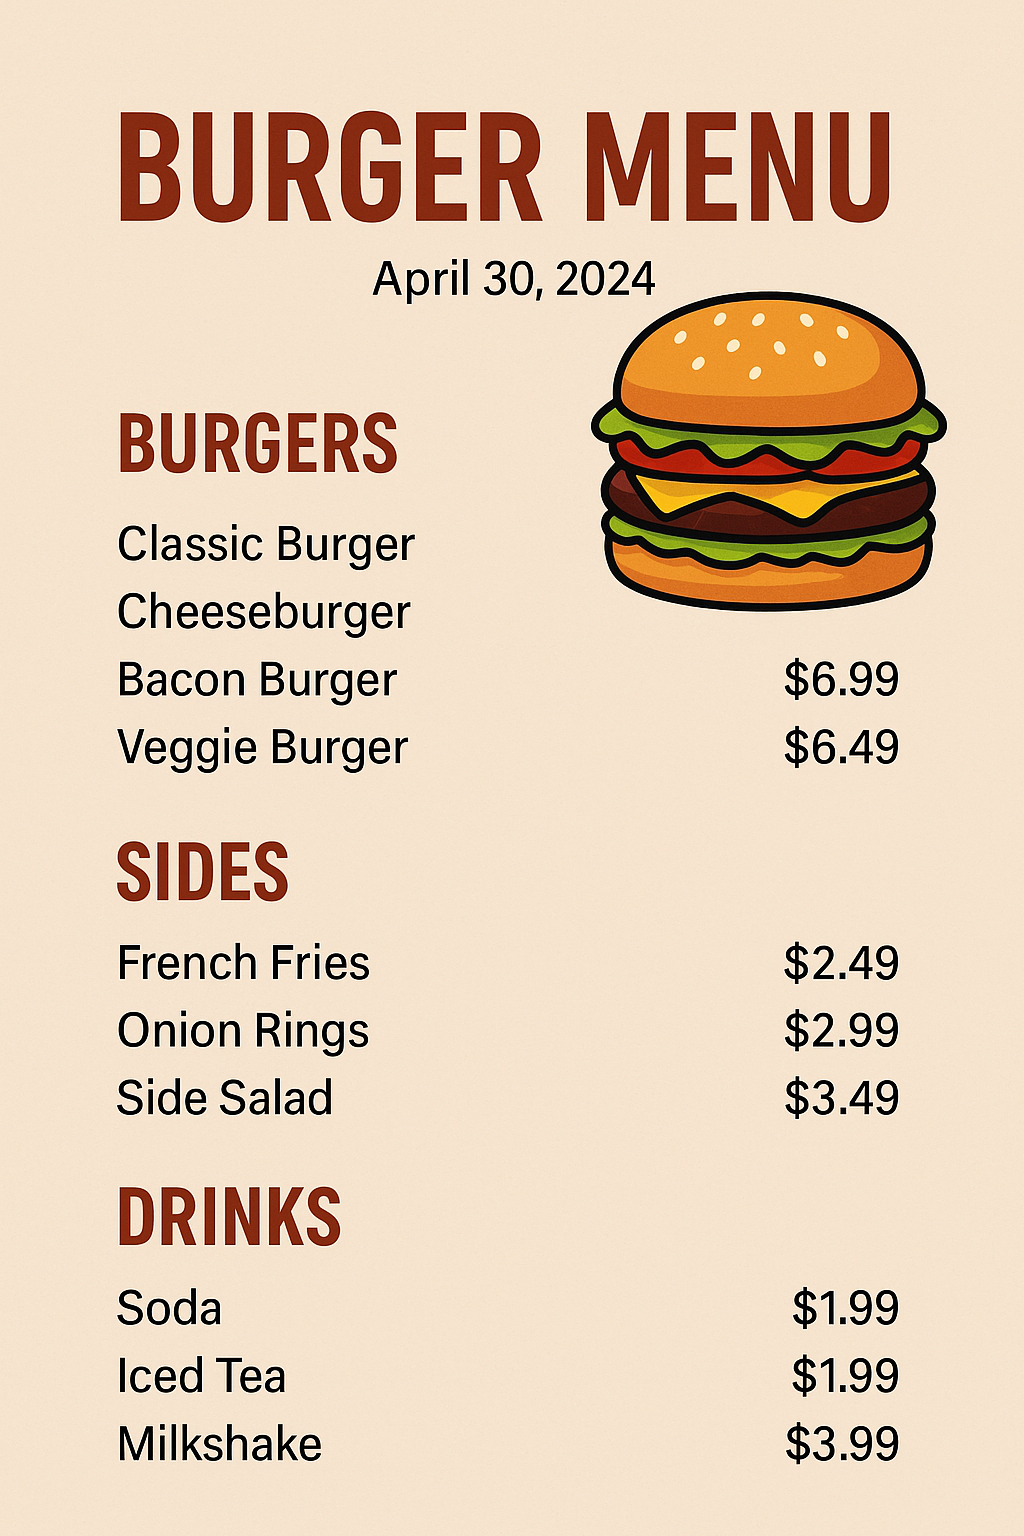 BURGER MENU
April 30, 2024
BURGERS
Classic Burger
Cheeseburger
Bacon Burger $6.99
Veggie Burger $6.49
SIDES
French Fries $2.49
Onion Rings $2.99
Side Salad $3.49
DRINKS
Soda $1.99
Iced Tea $1.99
Milkshake $3.99